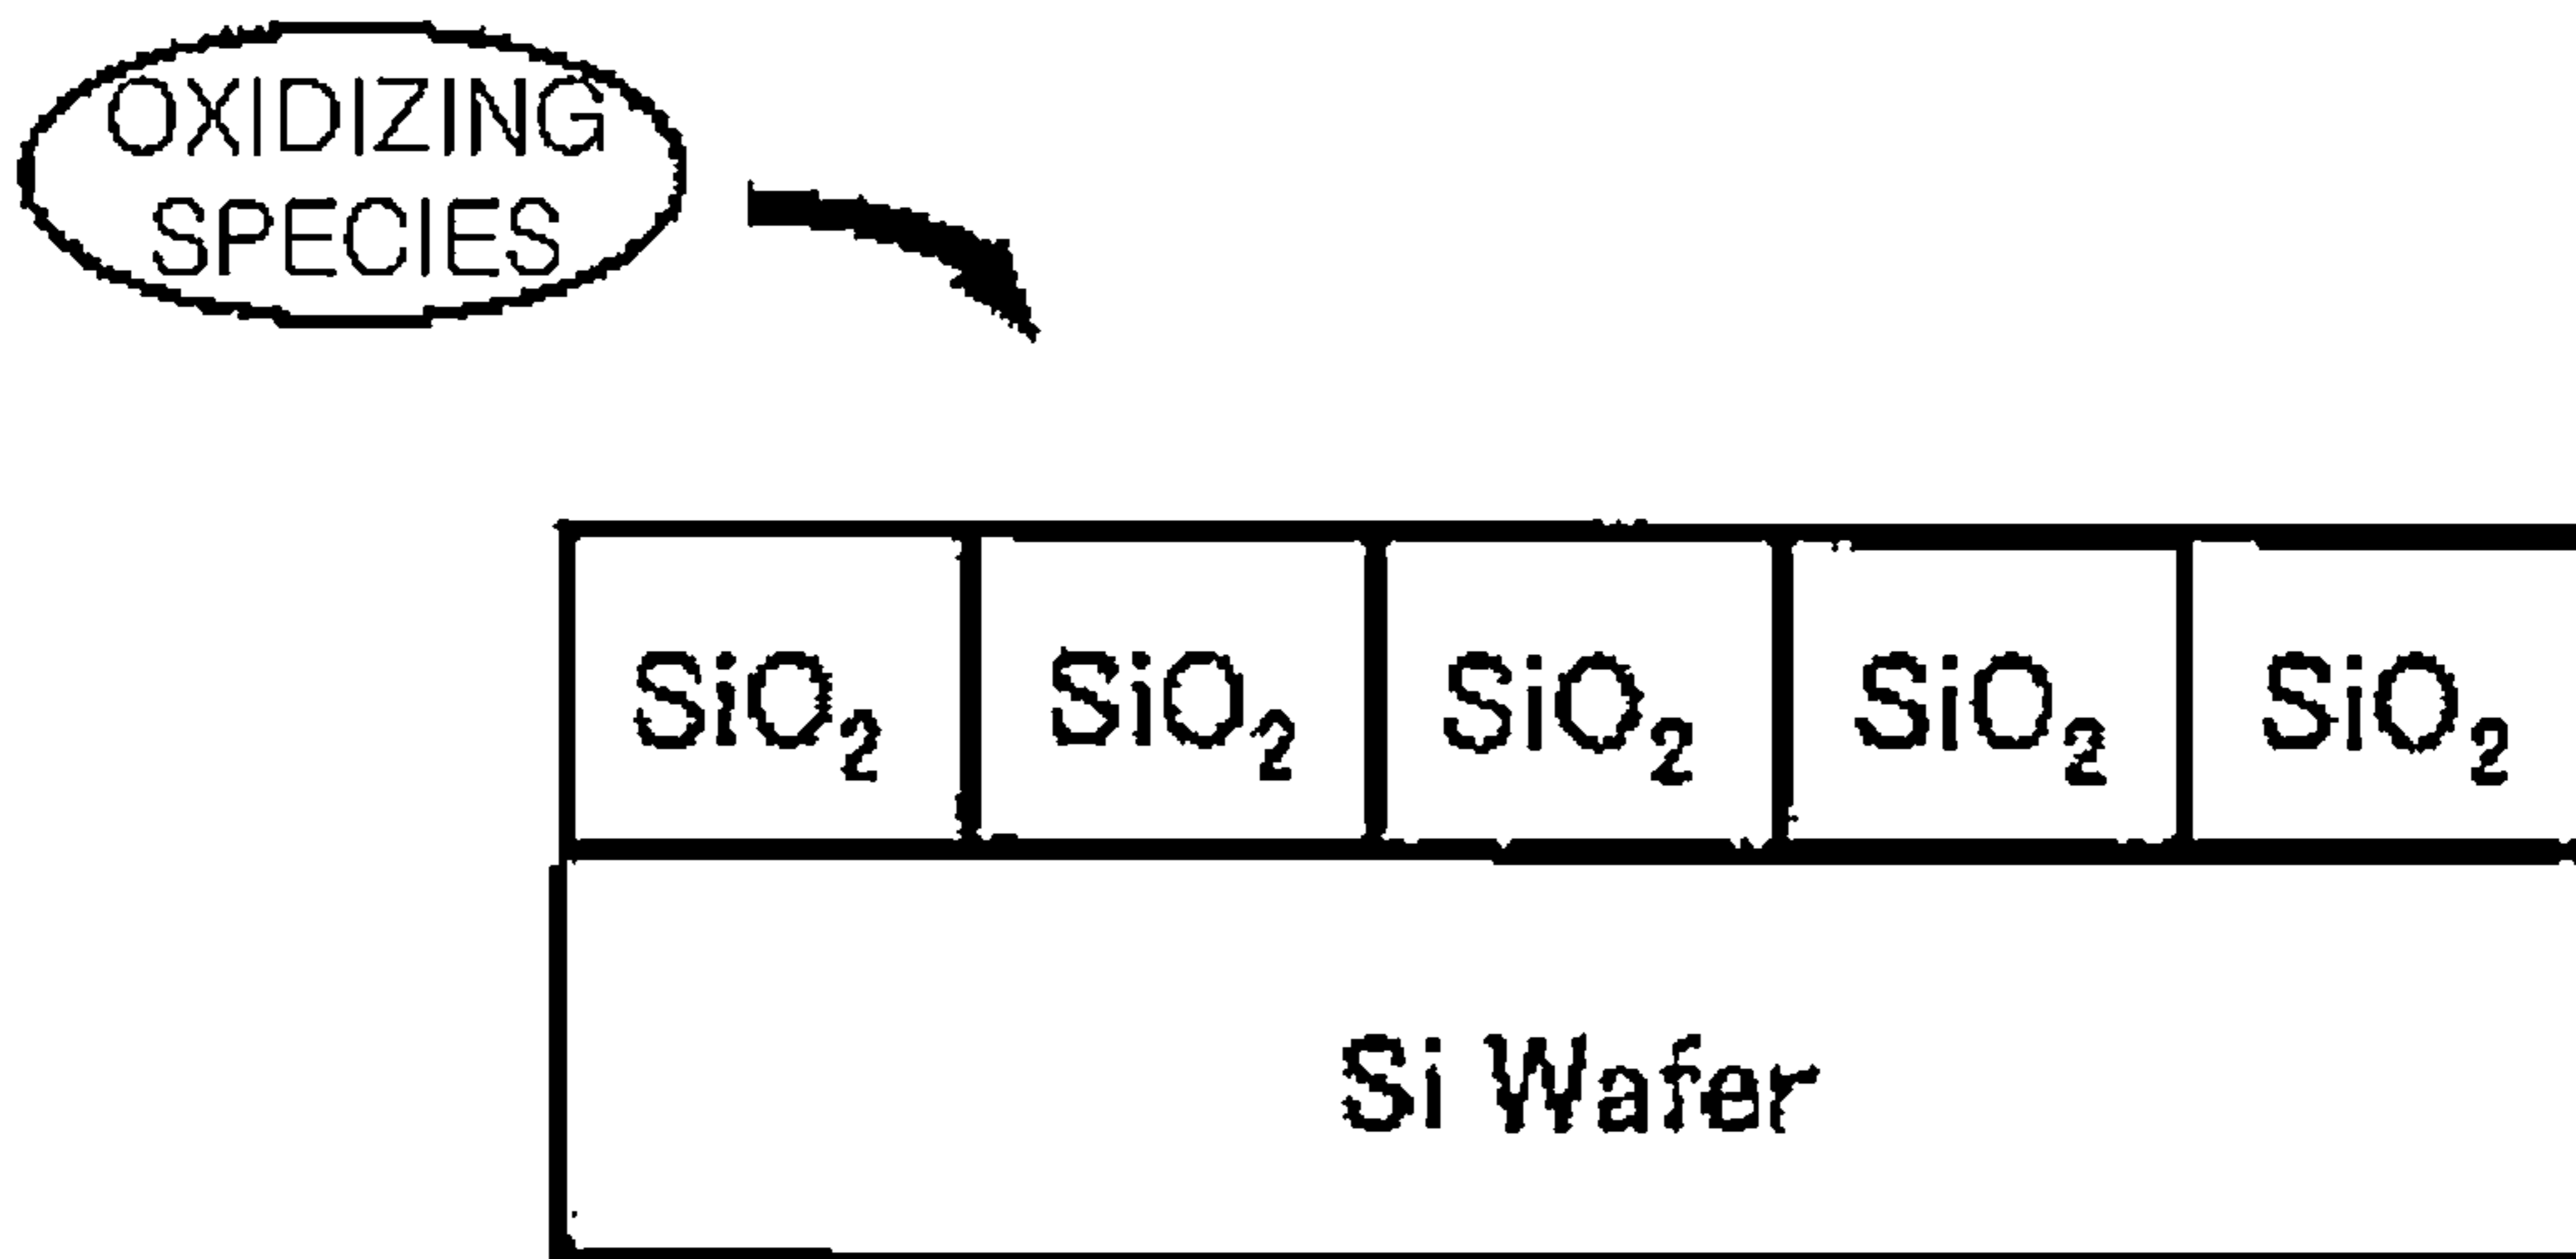 OXIDIZING
SPECIES
SiO₂ SiO₂ SiO₂ SiO₂ SiO₂
Si Wafer